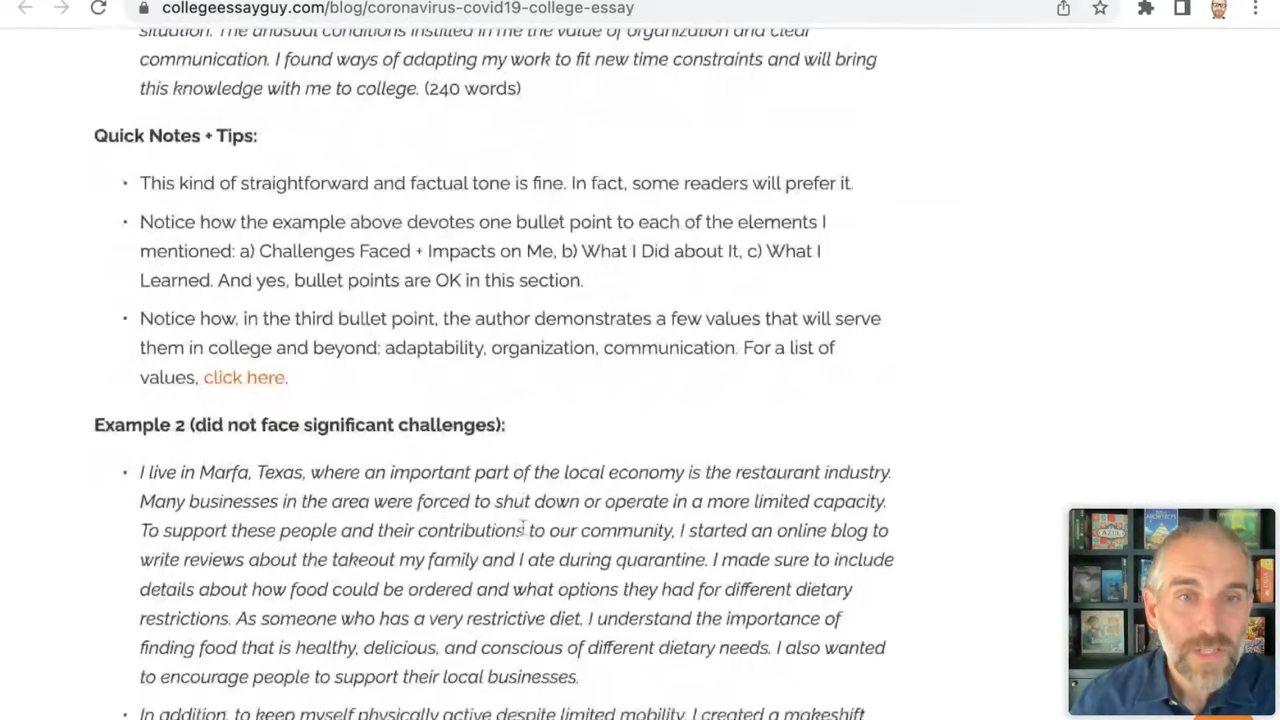 collegeessayguy.com/blog/coronavirus-covid19-college-essay
situation. The unusual conditions instilled in me the value of organization and clear
communication. I found ways of adapting my work to fit new time constraints and will bring
this knowledge with me to college. (240 words)
Quick Notes + Tips:
• This kind of straightforward and factual tone is fine. In fact, some readers will prefer it.
• Notice how the example above devotes one bullet point to each of the elements I
mentioned: a) Challenges Faced + Impacts on Me, b) What I Did about It, c) What I
Learned. And yes, bullet points are OK in this section.
• Notice how, in the third bullet point, the author demonstrates a few values that will serve
them in college and beyond: adaptability, organization, communication. For a list of
values, click here.
Example 2 (did not face significant challenges):
• I live in Marfa, Texas, where an important part of the local economy is the restaurant industry.
Many businesses in the area were forced to shut down or operate in a more limited capacity.
To support these people and their contributions to our community, I started an online blog to
write reviews about the takeout my family and I ate during quarantine. I made sure to include
details about how food could be ordered and what options they had for different dietary
restrictions. As someone who has a very restrictive diet, I understand the importance of
finding food that is healthy, delicious, and conscious of different dietary needs. I also wanted
to encourage people to support their local businesses.
• In addition, to keep myself physically active despite limited mobility, I created a makeshift